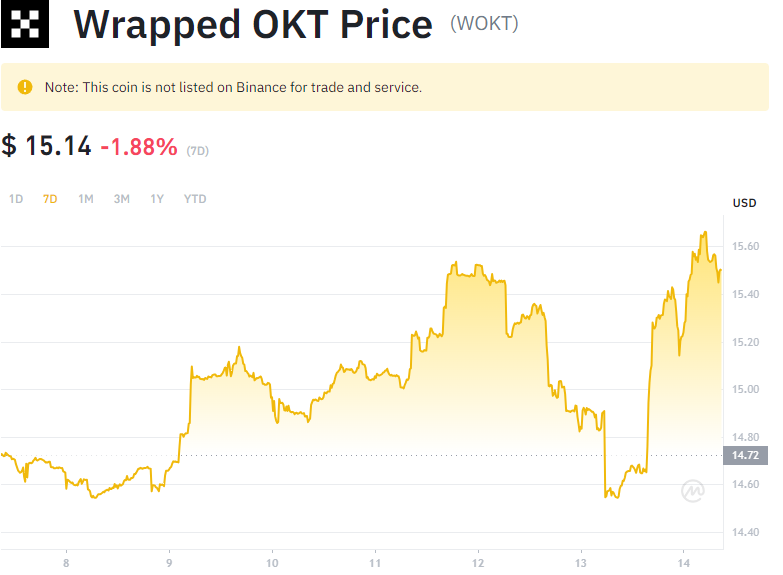 Wrapped OKT Price (WOKT)
Note: This coin is not listed on Binance for trade and service.
$ 15.14 -1.88% (7D)
1D 7D 1M 3M 1Y YTD
USD
15.60
15.40
15.20
15.00
14.80
14.72
14.60
14.40
8 9 10 11 12 13 14